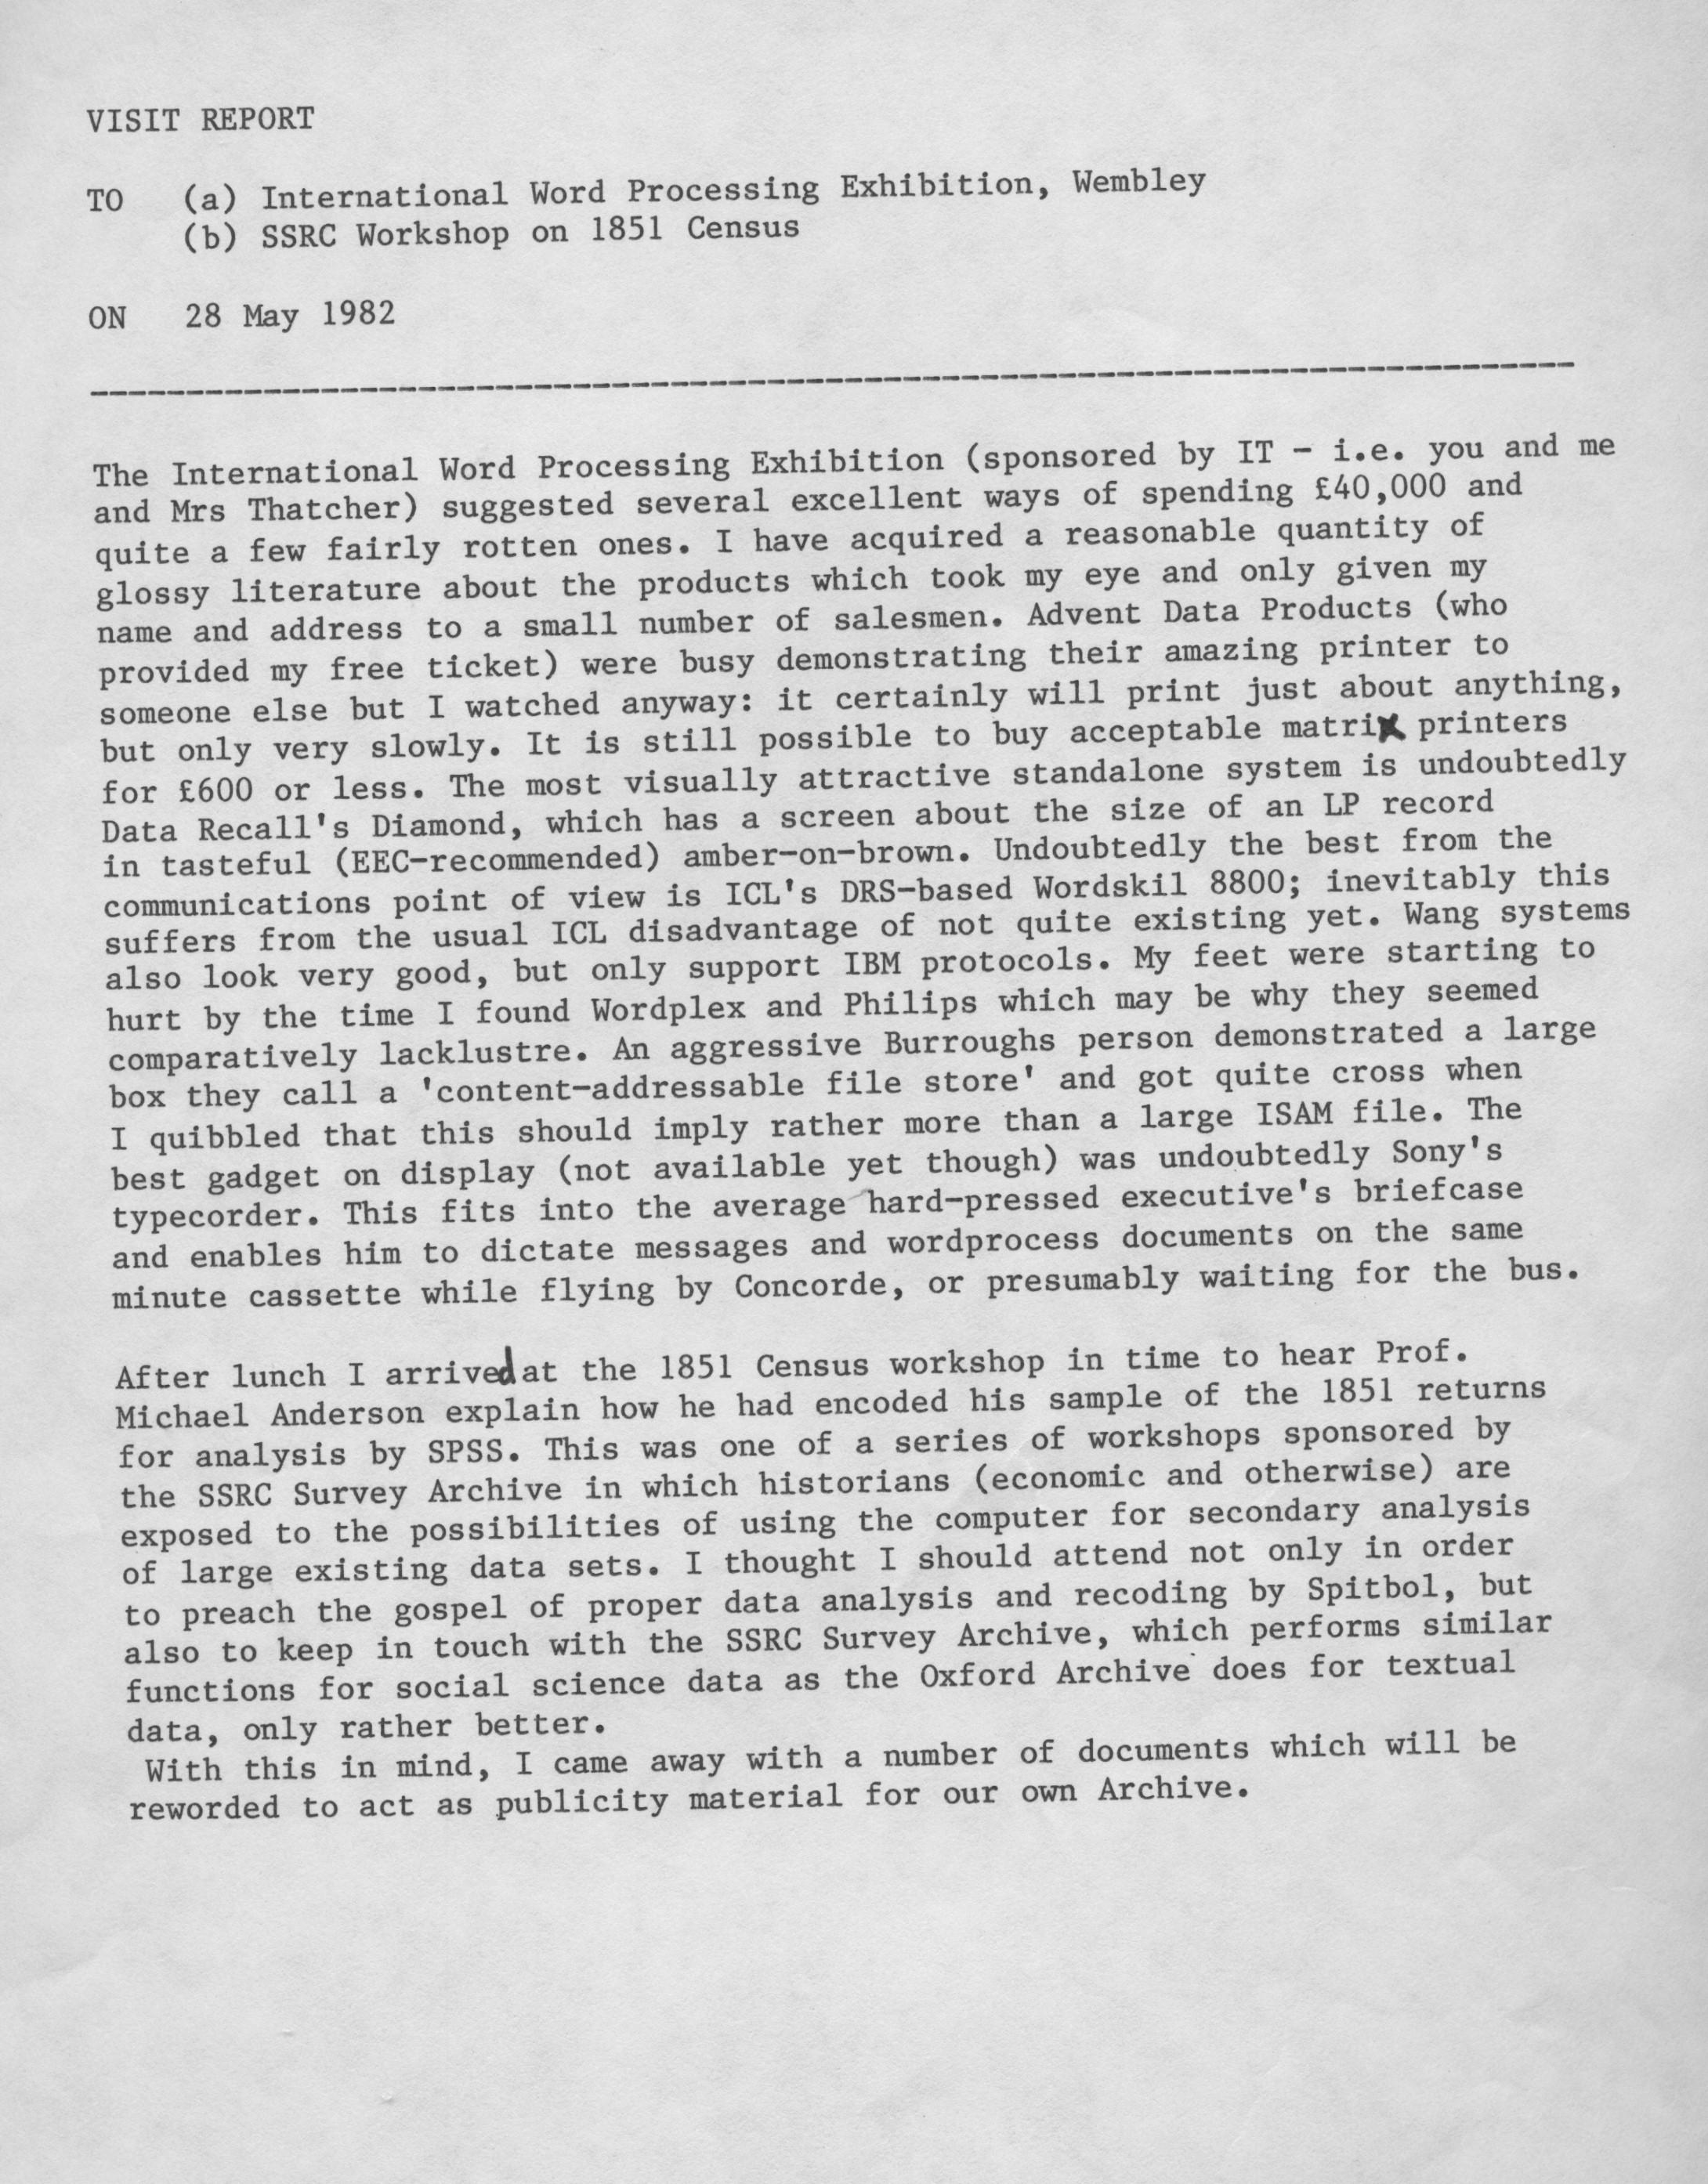 VISIT REPORT
TO (a) International Word Processing Exhibition, Wembley
(b) SSRC Workshop on 1851 Census
ON 28 May 1982
--------------------------------------------------------------------------------
The International Word Processing Exhibition (sponsored by IT - i.e. you and me
and Mrs Thatcher) suggested several excellent ways of spending £40,000 and
quite a few fairly rotten ones. I have acquired a reasonable quantity of
glossy literature about the products which took my eye and only given my
name and address to a small number of salesmen. Advent Data Products (who
provided my free ticket) were busy demonstrating their amazing printer to
someone else but I watched anyway: it certainly will print just about anything,
but only very slowly. It is still possible to buy acceptable matrix printers
for £600 or less. The most visually attractive standalone system is undoubtedly
Data Recall's Diamond, which has a screen about the size of an LP record
in tasteful (EEC-recommended) amber-on-brown. Undoubtedly the best from the
communications point of view is ICL's DRS-based Wordskil 8800; inevitably this
suffers from the usual ICL disadvantage of not quite existing yet. Wang systems
also look very good, but only support IBM protocols. My feet were starting to
hurt by the time I found Wordplex and Philips which may be why they seemed
comparatively lacklustre. An aggressive Burroughs person demonstrated a large
box they call a 'content-addressable file store' and got quite cross when
I quibbled that this should imply rather more than a large ISAM file. The
best gadget on display (not available yet though) was undoubtedly Sony's
typecorder. This fits into the average hard-pressed executive's briefcase
and enables him to dictate messages and wordprocess documents on the same
minute cassette while flying by Concorde, or presumably waiting for the bus.
After lunch I arrived at the 1851 Census workshop in time to hear Prof.
Michael Anderson explain how he had encoded his sample of the 1851 returns
for analysis by SPSS. This was one of a series of workshops sponsored by
the SSRC Survey Archive in which historians (economic and otherwise) are
exposed to the possibilities of using the computer for secondary analysis
of large existing data sets. I thought I should attend not only in order
to preach the gospel of proper data analysis and recoding by Spitbol, but
also to keep in touch with the SSRC Survey Archive, which performs similar
functions for social science data as the Oxford Archive does for textual
data, only rather better.
With this in mind, I came away with a number of documents which will be
reworded to act as publicity material for our own Archive.